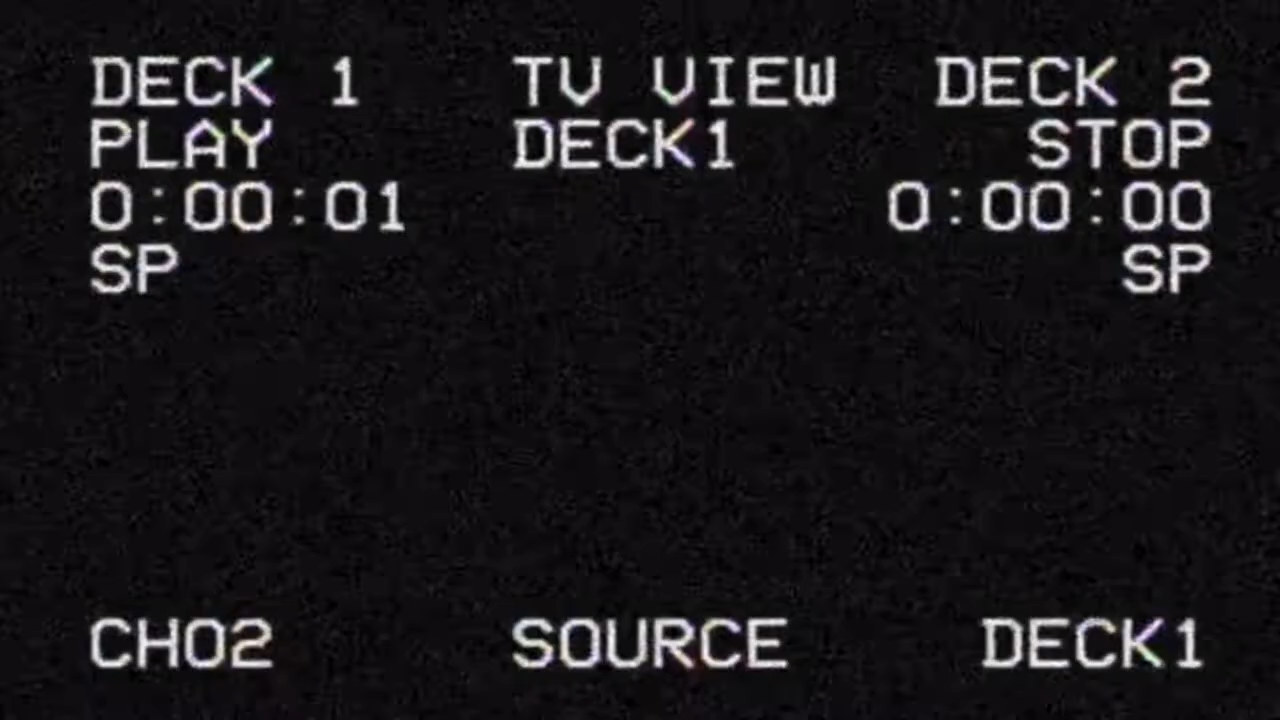 DECK 1 TV VIEW DECK 2
PLAY DECK1 STOP
0:00:01 0:00:00
SP SP
CH02 SOURCE DECK1